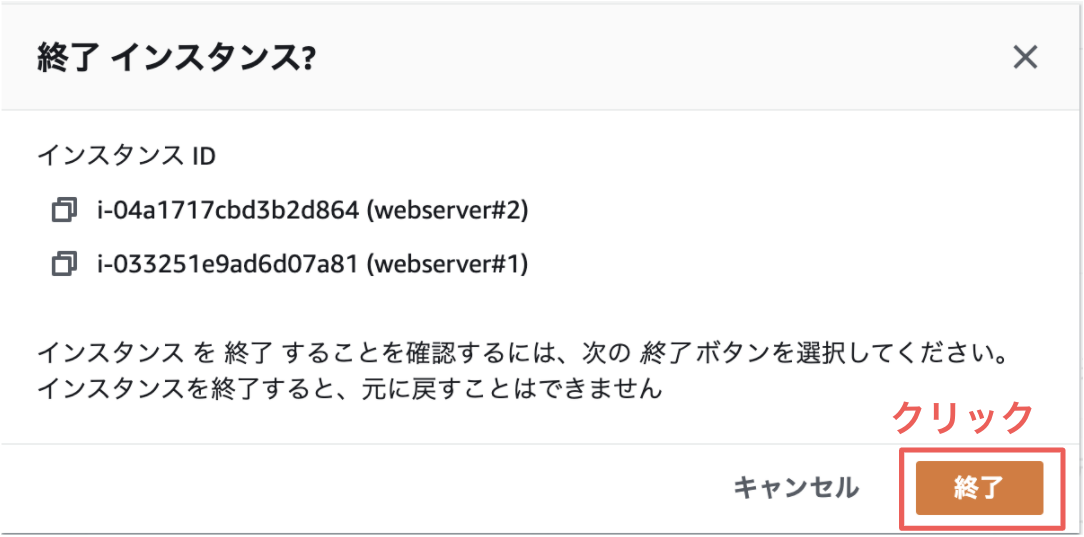 終了 インスタンス?
インスタンス ID
i-04a1717cbd3b2d864 (webserver#2)
i-033251e9ad6d07a81 (webserver#1)
インスタンス を 終了 することを確認するには、次の 終了 ボタンを選択してください。
インスタンスを終了すると、元に戻すことはできません
クリック
キャンセル
終了